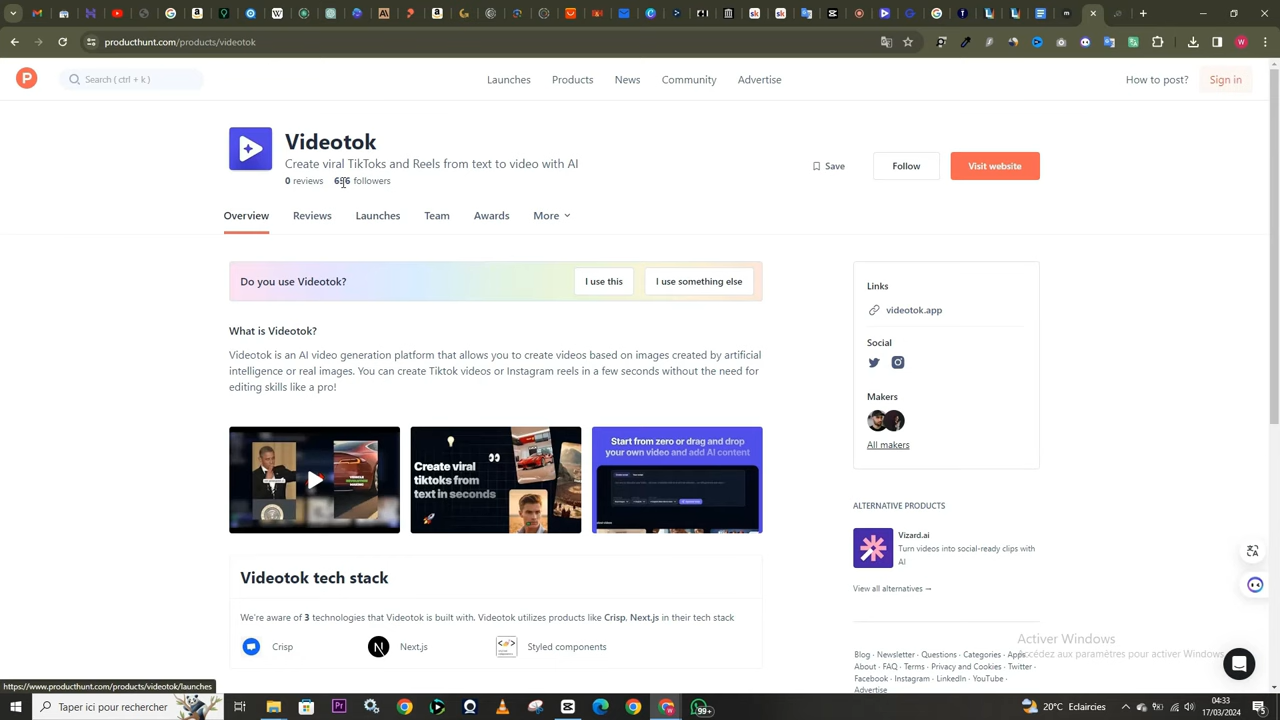 producthunt.com/products/videotok
P
Search ( ctrl + k )
Launches
Products
News
Community
Advertise
How to post?
Sign in
Videotok
Create viral TikToks and Reels from text to video with AI
0 reviews
followers
Save
Follow
Visit website
Overview
Reviews
Launches
Team
Awards
More
Do you use Videotok?
I use this
I use something else
What is Videotok?
Videotok is an AI video generation platform that allows you to create videos based on images created by artificial
intelligence or real images. You can create Tiktok videos or Instagram reels in a few seconds without the need for
editing skills like a pro!
Create viral
tiktoks from
text in seconds
Start from zero or drag and drop
your own video and add AI content
Videotok tech stack
We're aware of 3 technologies that Videotok is built with. Videotok utilizes products like Crisp, Next.js in their tech stack
Crisp
Next.js
Styled components
Links
videotok.app
Social
Makers
All makers
ALTERNATIVE PRODUCTS
Vizard.ai
Turn videos into social-ready clips with
AI
View all alternatives →
Blog · Newsletter · Questions · Categories · Apps ·
About · FAQ · Terms · Privacy and Cookies · Twitter ·
Facebook · Instagram · LinkedIn · YouTube ·
Advertise
Activer Windows
Accédez aux paramètres pour activer Windows.
https://www.producthunt.com/products/videotok/launches
Taper ici pour rechercher
99+
20°C Eclaircies
04:33
17/03/2024